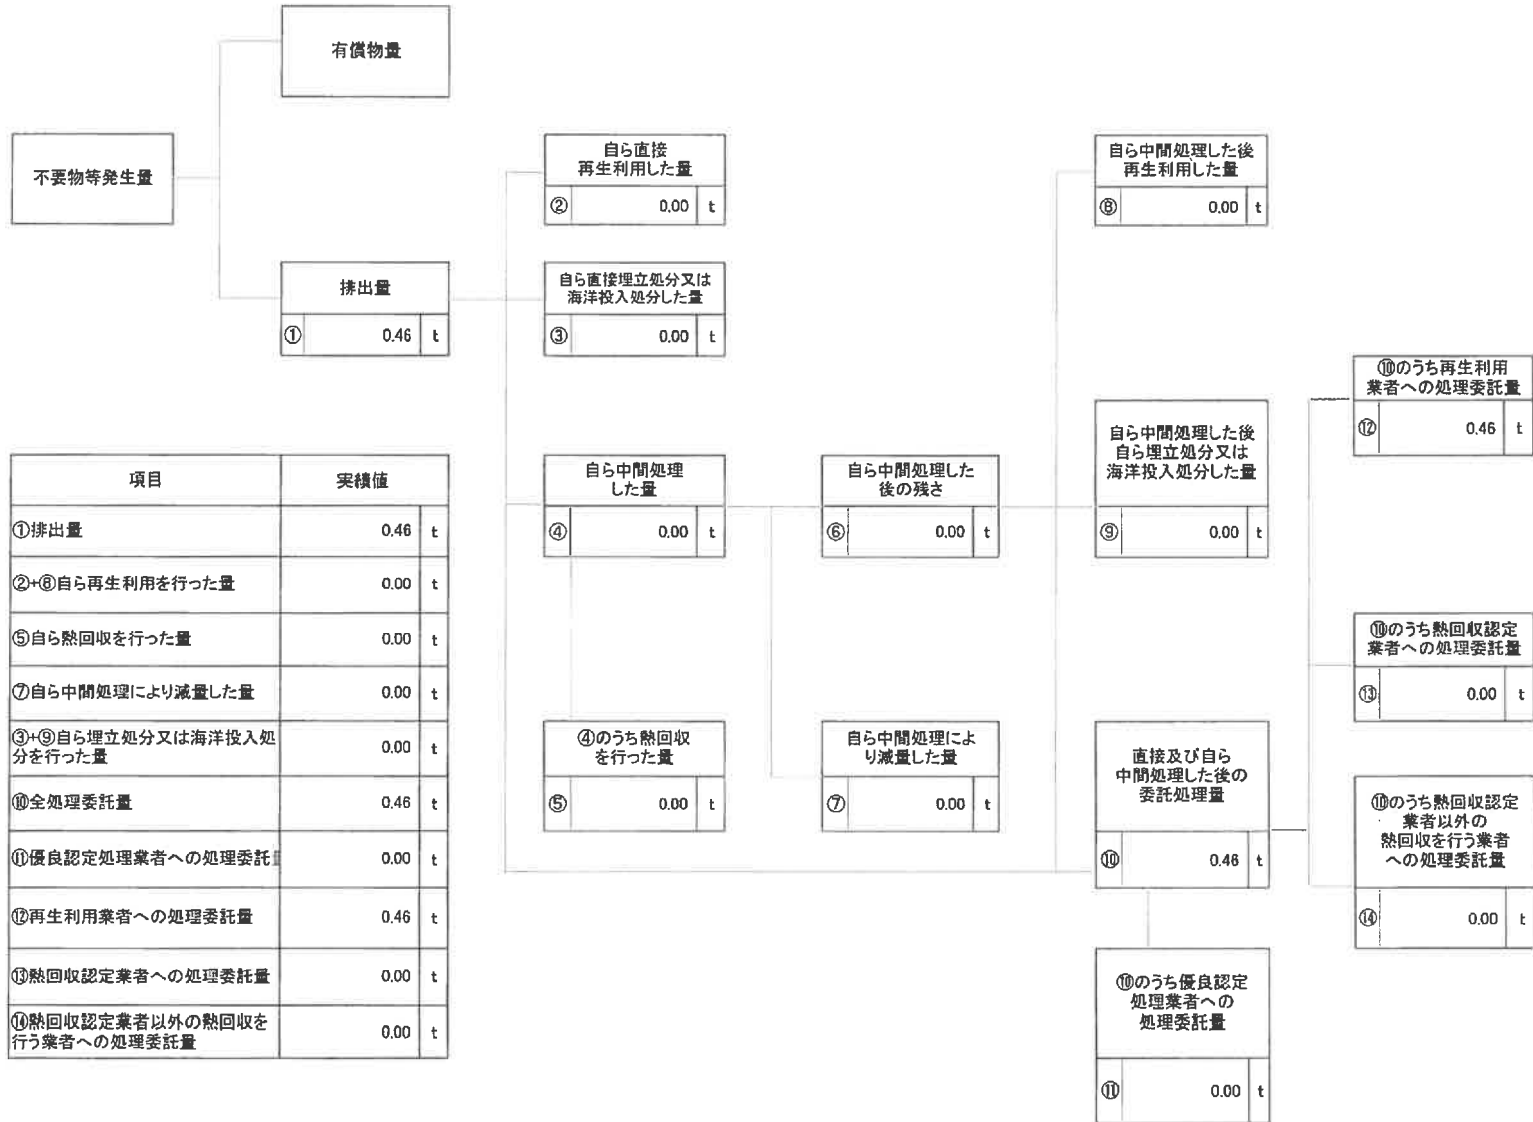 有償物量
不要物等発生量
排出量
① 0.46 t
自ら直接
再生利用した量
② 0.00 t
自ら直接埋立処分又は
海洋投入処分した量
③ 0.00 t
自ら中間処理した後
再生利用した量
⑧ 0.00 t
自ら中間処理
した量
④ 0.00 t
自ら中間処理した
後の残さ
⑥ 0.00 t
自ら中間処理した後
自ら埋立処分又は
海洋投入処分した量
⑨ 0.00 t
④のうち熱回収
を行った量
⑤ 0.00 t
自ら中間処理によ
り減量した量
⑦ 0.00 t
直接及び自ら
中間処理した後の
委託処理量
⑩ 0.46 t
⑩のうち優良認定
処理業者への
処理委託量
⑪ 0.00 t
⑩のうち再生利用
業者への処理委託量
⑫ 0.46 t
⑩のうち熱回収認定
業者への処理委託量
⑬ 0.00 t
⑩のうち熱回収認定
業者以外の
熱回収を行う業者
への処理委託量
⑭ 0.00 t
項目 実績値
①排出量 0.46 t
②+⑧自ら再生利用を行った量 0.00 t
⑤自ら熱回収を行った量 0.00 t
⑦自ら中間処理により減量した量 0.00 t
③+⑨自ら埋立処分又は海洋投入処
分を行った量 0.00 t
⑩全処理委託量 0.46 t
⑪優良認定処理業者への処理委託 0.00 t
⑫再生利用業者への処理委託量 0.46 t
⑬熱回収認定業者への処理委託量 0.00 t
⑭熱回収認定業者以外の熱回収を
行う業者への処理委託量 0.00 t